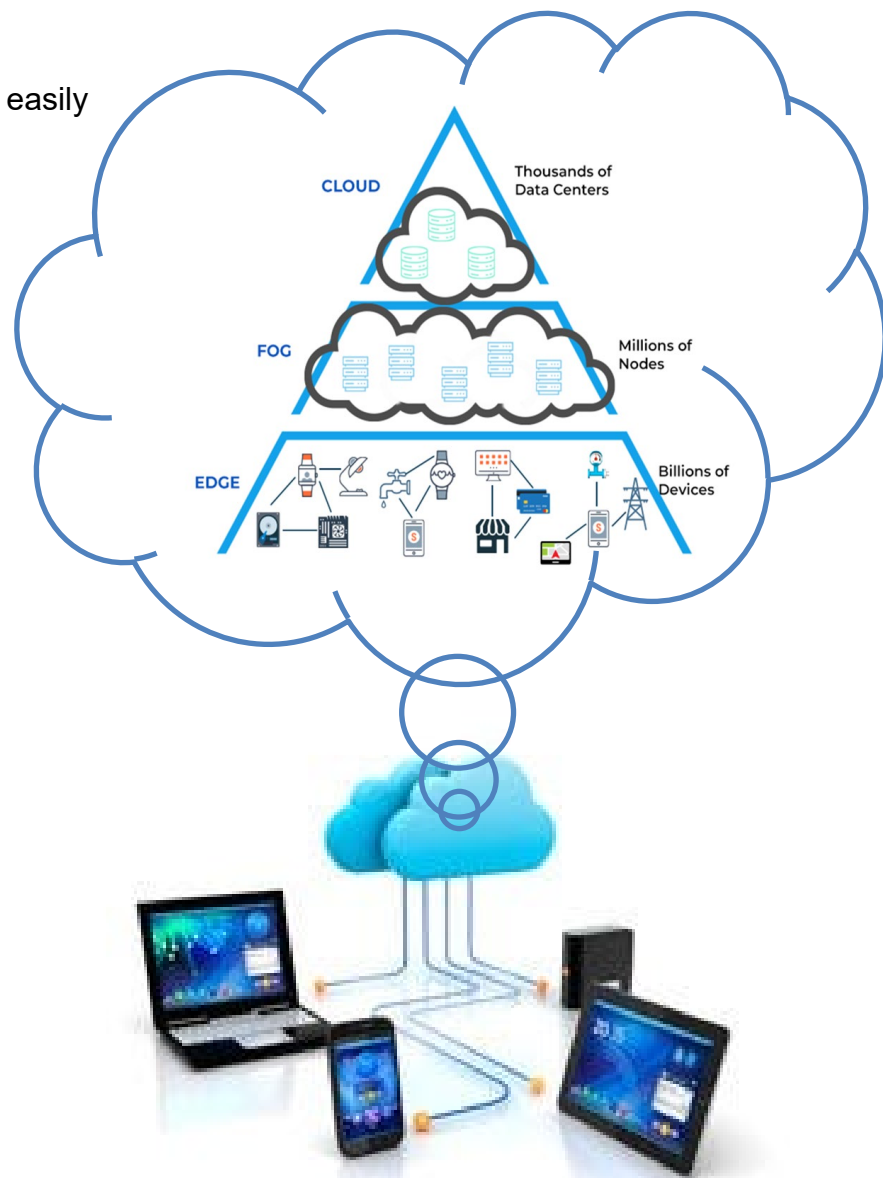 easily
CLOUD
Thousands of
Data Centers
FOG
Millions of
Nodes
EDGE
Billions of
Devices
S
S